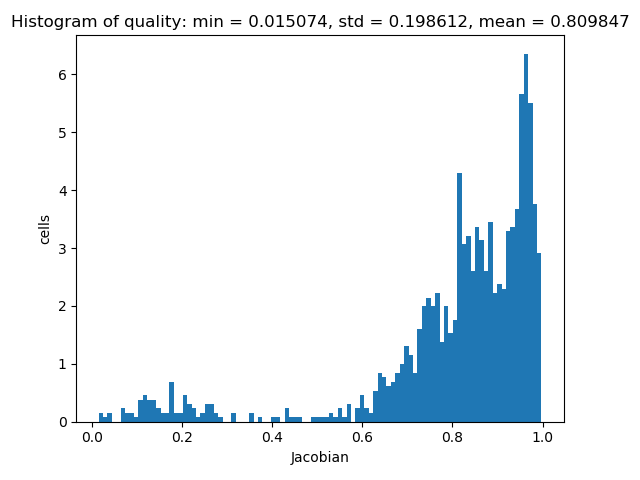 Histogram of quality: min = 0.015074, std = 0.198612, mean = 0.809847
6
5
4
3
2
1
0
cells
0.0 0.2 0.4 0.6 0.8 1.0
Jacobian